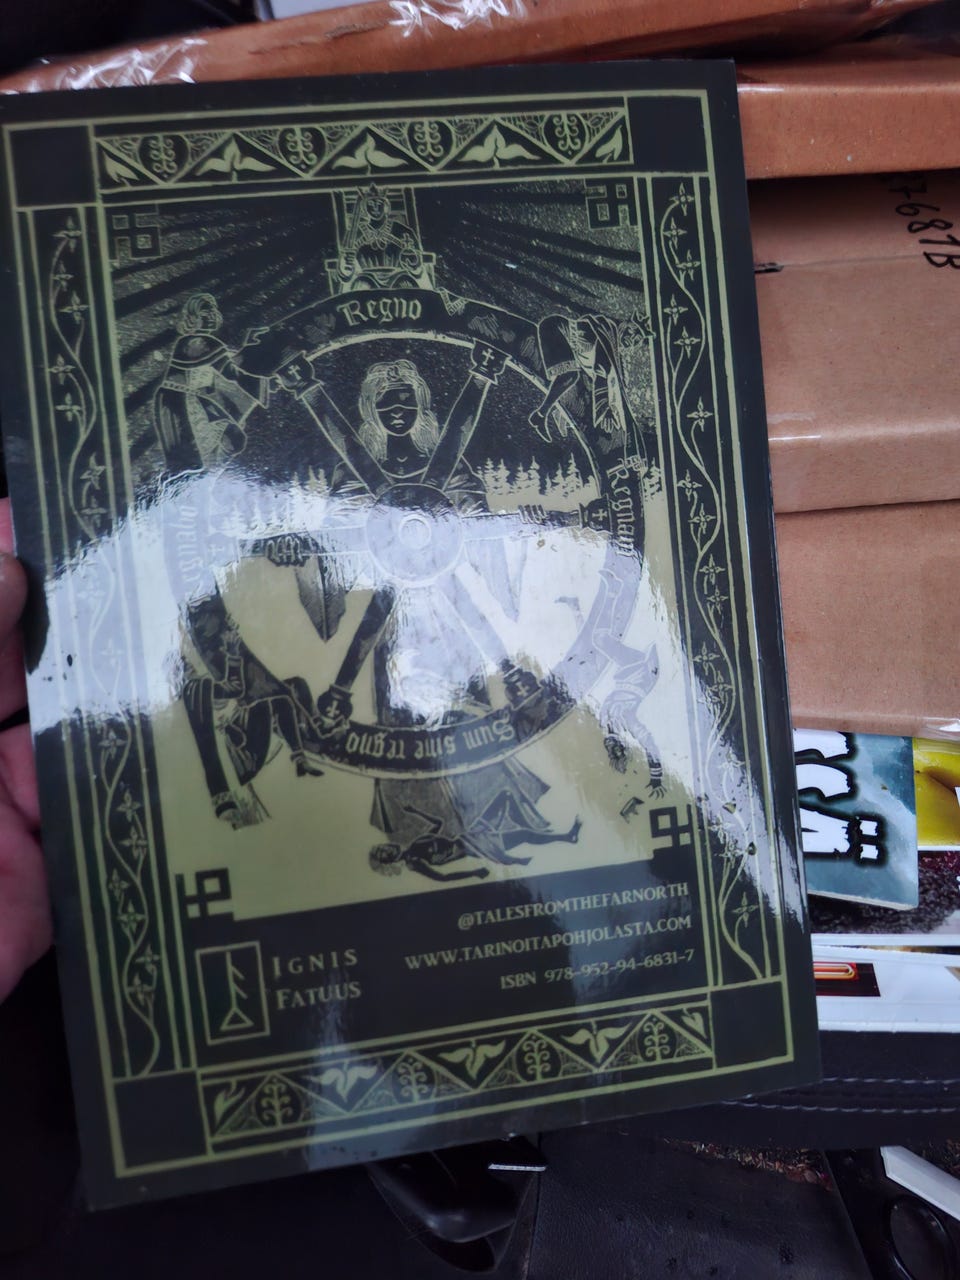 Regno
Regnavi
Sum sine regno
@TALESFROMTHEFARNORTH
WWW.TARINOITAPOHJOLASTA.COM
ISBN 978-952-94-6831-7
IGNIS
FATUUS